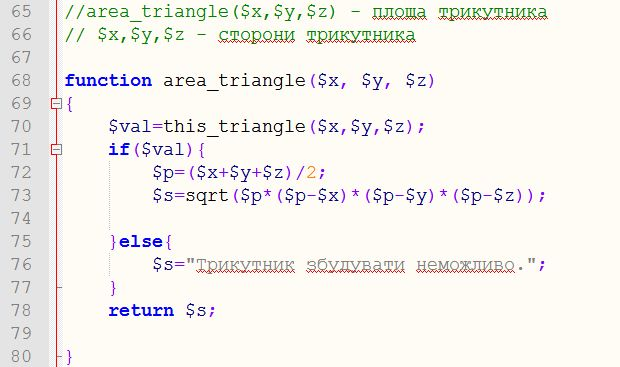 65 //area_triangle($x,$y,$z) - площа трикутника
66 // $x,$y,$z - сторони трикутника
67
68 function area_triangle($x, $y, $z)
69 {
70 $val=this_triangle($x,$y,$z);
71 if($val){
72 $p=($x+$y+$z)/2;
73 $s=sqrt($p*($p-$x)*($p-$y)*($p-$z));
74
75 }else{
76 $s="Трикутник збудувати неможливо.";
77 }
78 return $s;
79
80 }